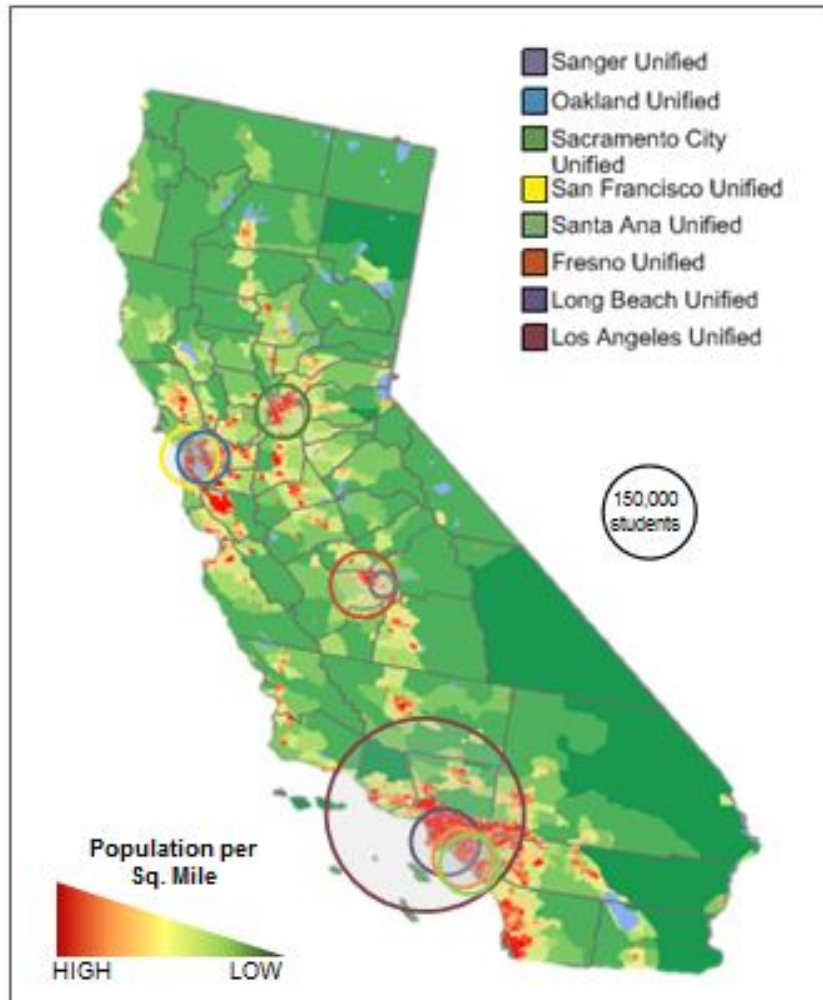 Sanger Unified
Oakland Unified
Sacramento City
Unified
San Francisco Unified
Santa Ana Unified
Fresno Unified
Long Beach Unified
Los Angeles Unified
150,000
students
Population per
Sq. Mile
HIGH
LOW